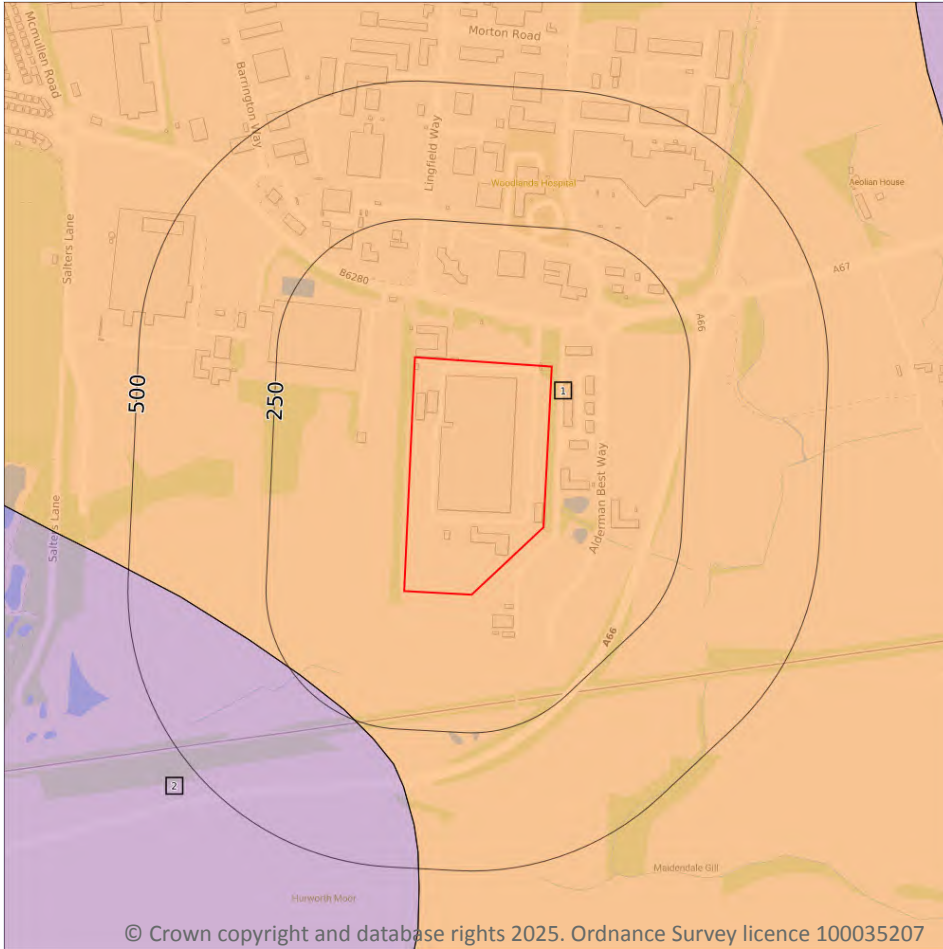 Morton Road
Mcmullen Road
Barrington Way
Lingfield Way
Woodlands Hospital
Aeolian House
Salters Lane
B6280
A67
A66
500
250
1
Alderman Best Way
Salters Lane
A66
2
Maidendale Gill
Hurworth Moor
© Crown copyright and database rights 2025. Ordnance Survey licence 100035207